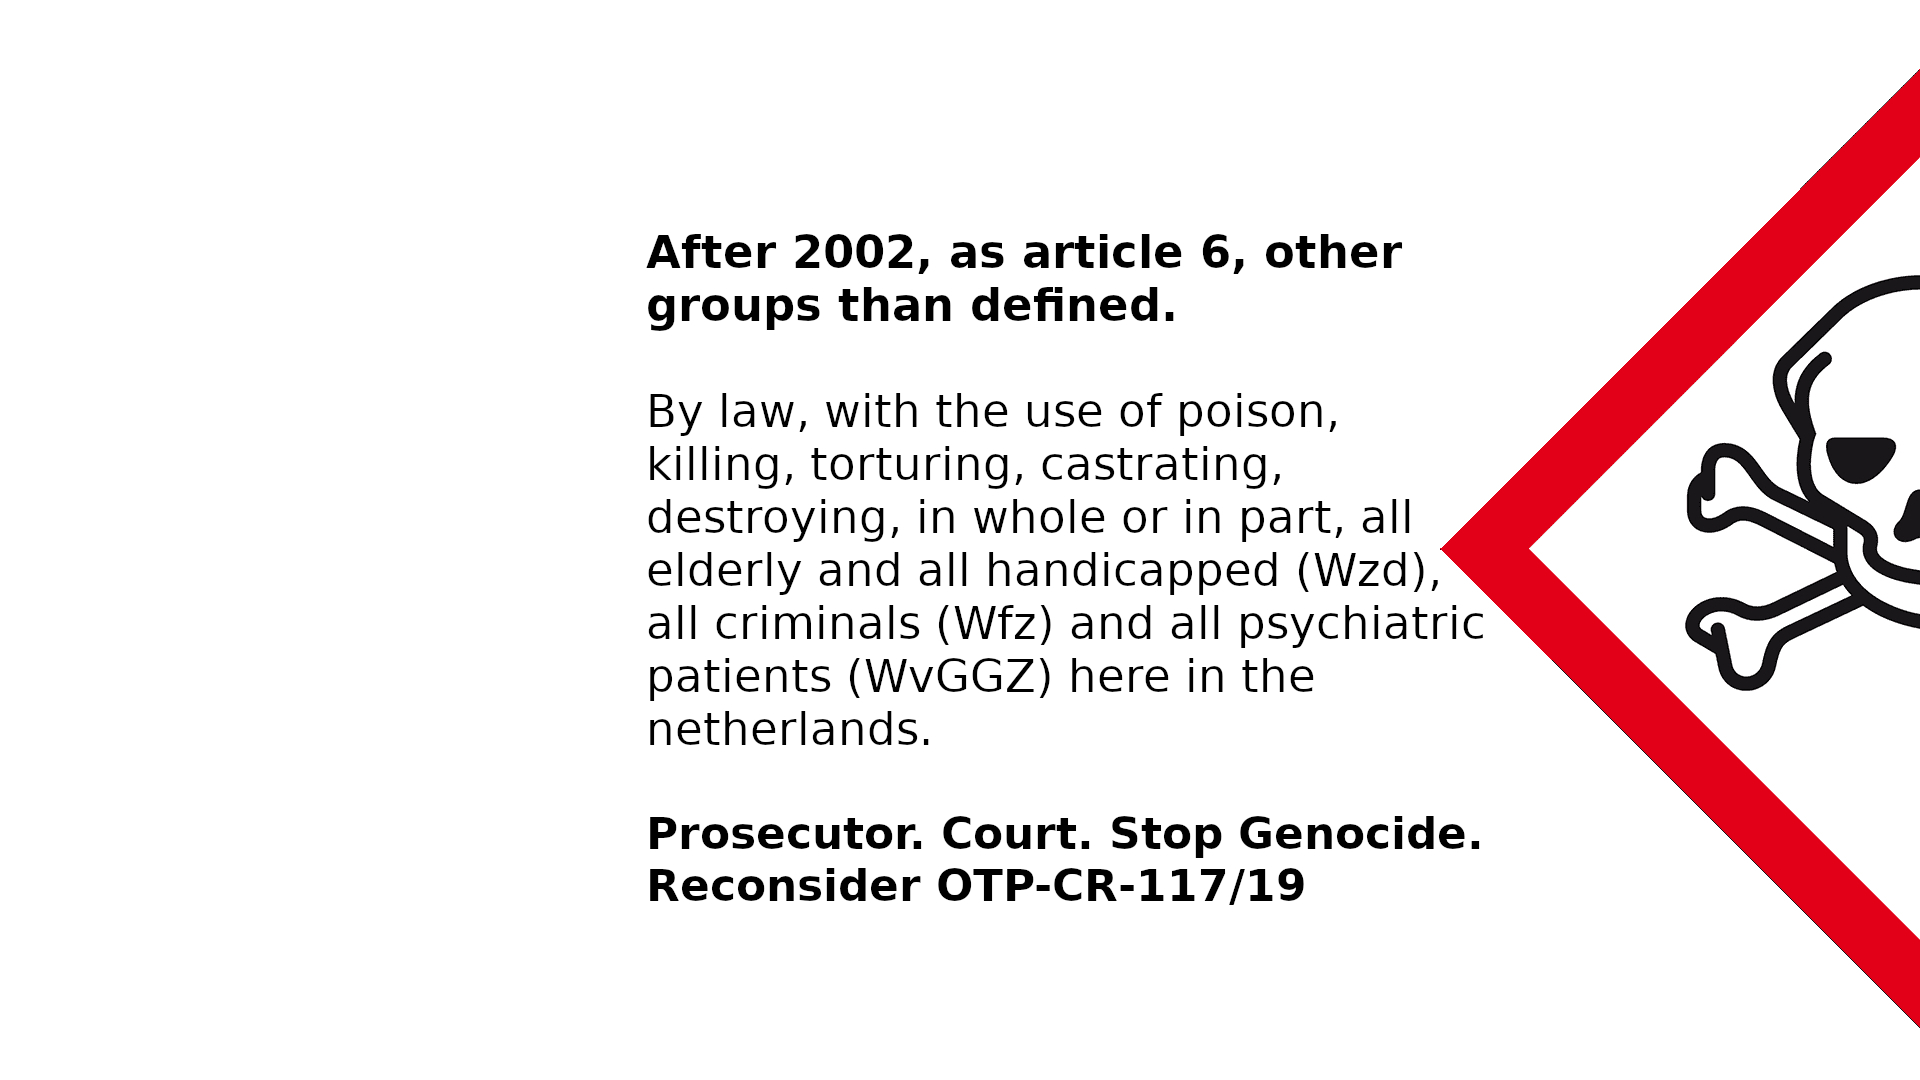 After 2002, as article 6, other
groups than defined.
By law, with the use of poison,
killing, torturing, castrating,
destroying, in whole or in part, all
elderly and all handicapped (Wzd),
all criminals (Wfz) and all psychiatric
patients (WvGGZ) here in the
netherlands.
Prosecutor. Court. Stop Genocide.
Reconsider OTP-CR-117/19